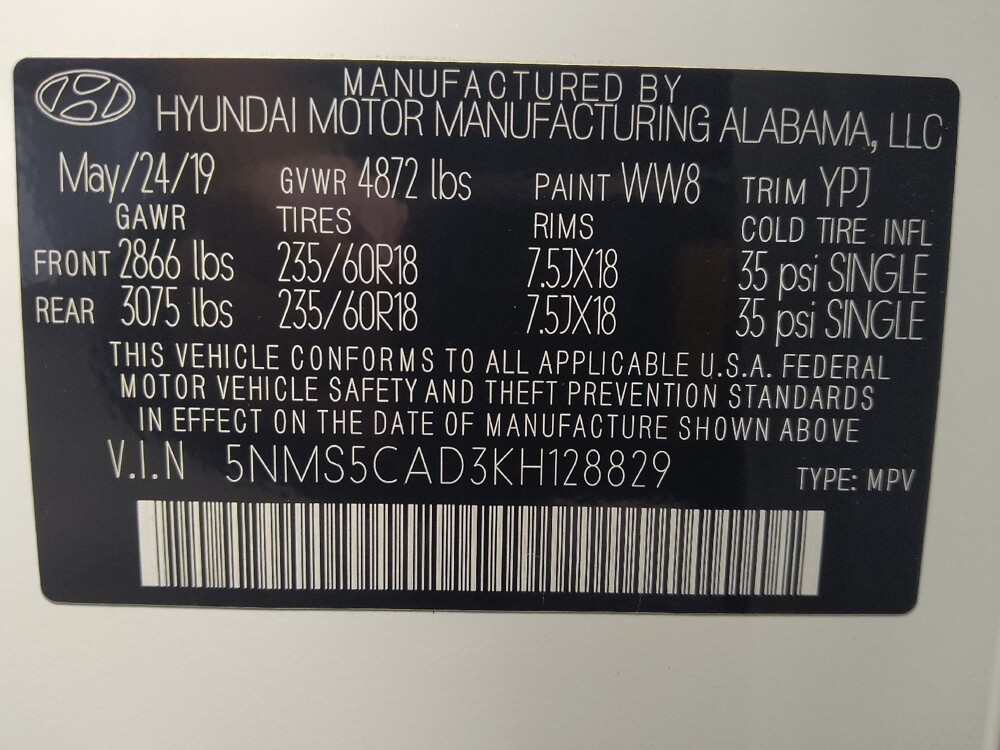 MANUFACTURED BY
HYUNDAI MOTOR MANUFACTURING ALABAMA, LLC
May/24/19 GVWR 4872 lbs PAINT WW8 TRIM YPJ
GAWR TIRES RIMS COLD TIRE INFL
FRONT 2866 lbs 235/60R18 7.5JX18 35 psi SINGLE
REAR 3075 lbs 235/60R18 7.5JX18 35 psi SINGLE
THIS VEHICLE CONFORMS TO ALL APPLICABLE U.S.A. FEDERAL
MOTOR VEHICLE SAFETY AND THEFT PREVENTION STANDARDS
IN EFFECT ON THE DATE OF MANUFACTURE SHOWN ABOVE
V.I.N 5NMS5CAD3KH128829 TYPE: MPV